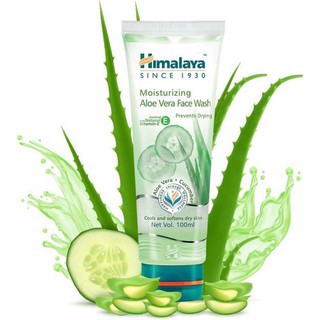 Himalaya
SINCE 1930
Moisturizing
Aloe Vera Face Wash
E
Prevents Drying
Aloe Vera • Cucumber
Cools and softens dry skin
Net Vol. 100ml